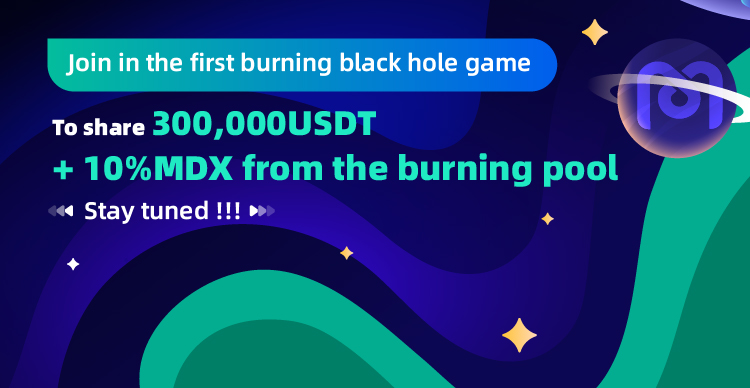 Join in the first burning black hole game
To share 300,000USDT
+ 10%MDX from the burning pool
Stay tuned !!!